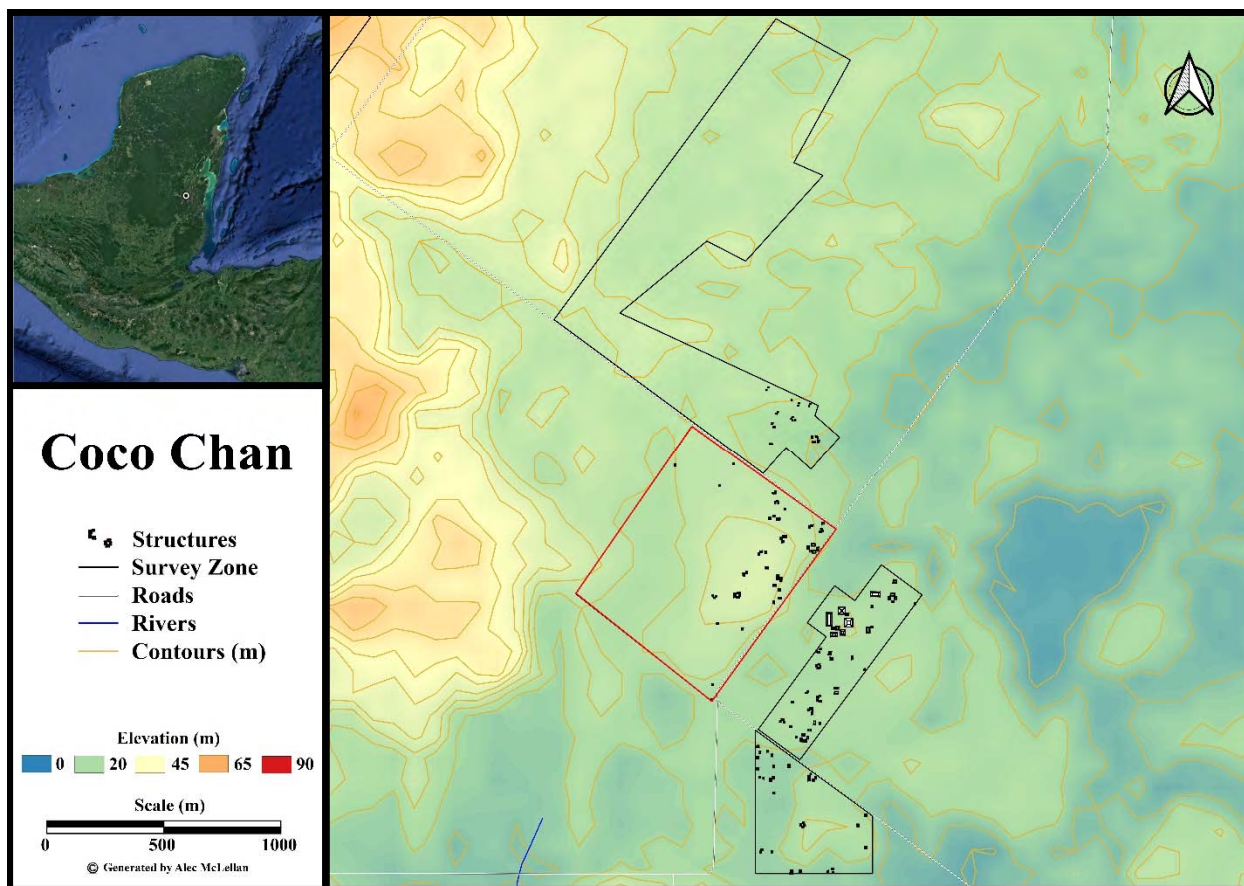 Coco Chan
Structures
Survey Zone
Roads
Rivers
Contours (m)
Elevation (m)
0 20 45 65 90
Scale (m)
0 500 1000
© Generated by Alec McLellan